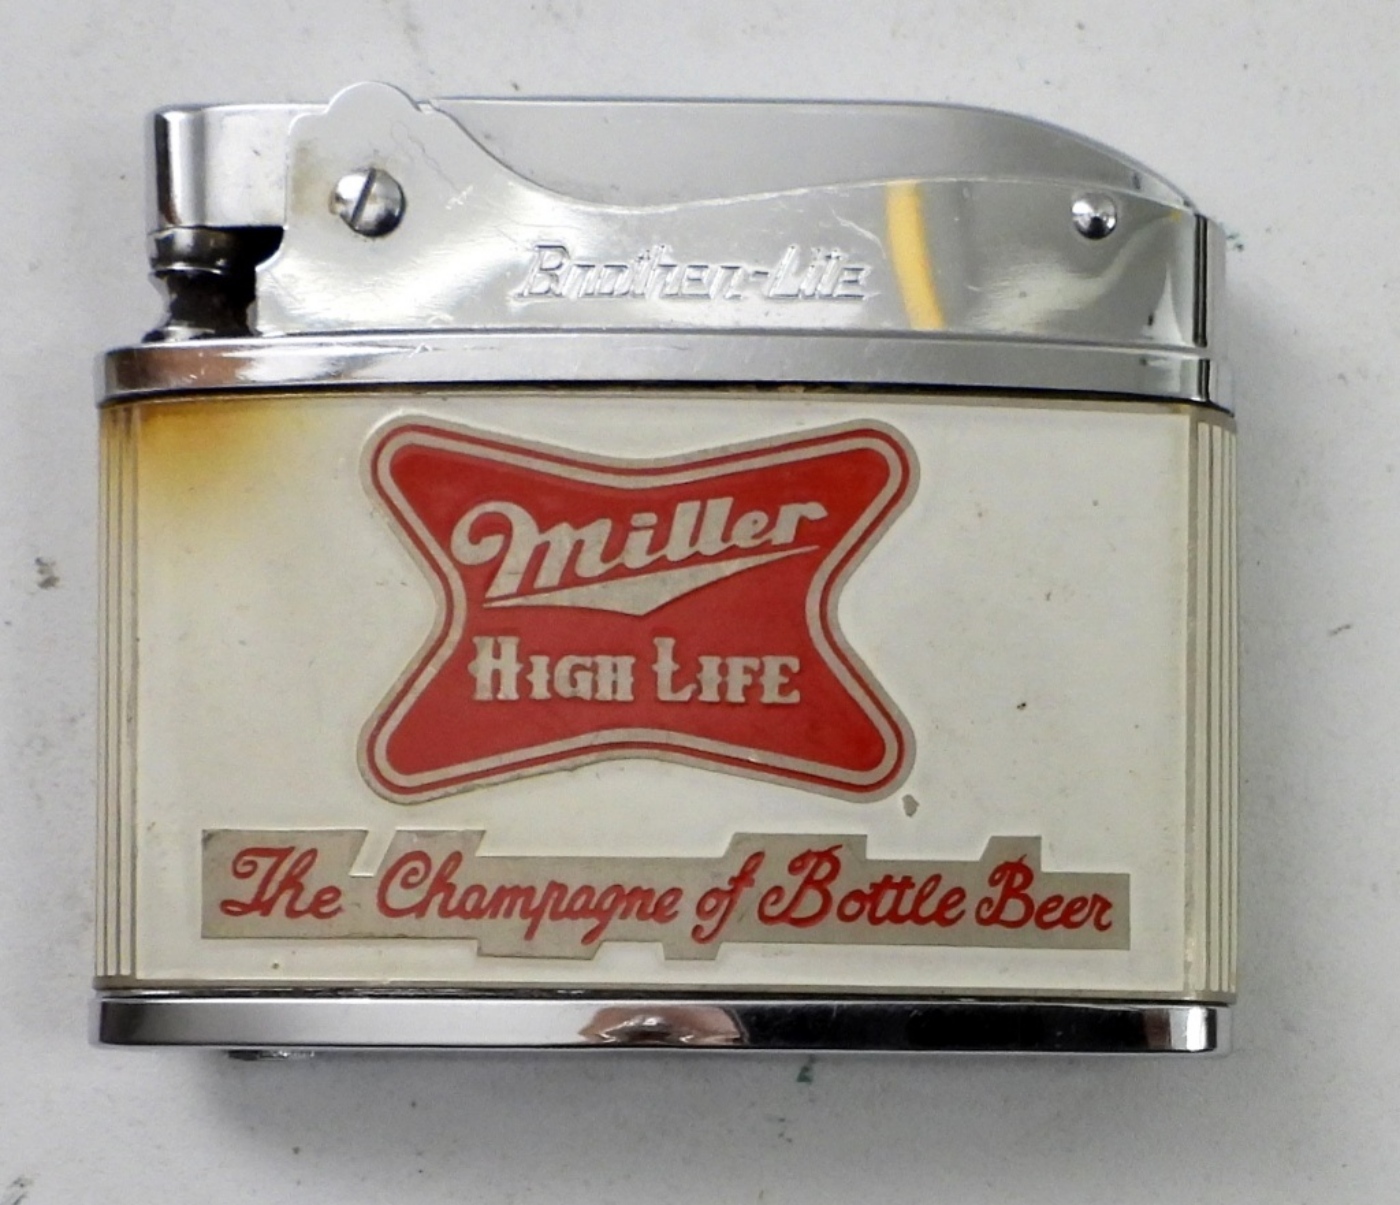 Brother-Lite
Miller
HIGH LIFE
The Champagne of Bottle Beer